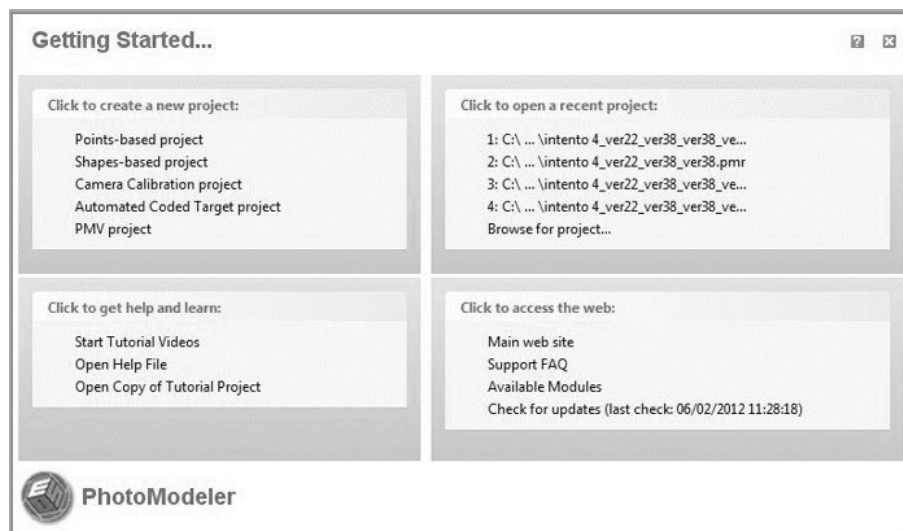 Getting Started...
Click to create a new project:
Points-based project
Shapes-based project
Camera Calibration project
Automated Coded Target project
PMV project
Click to open a recent project:
1: C:\ ... \intento 4_ver22_ver38_ver38_ve...
2: C:\ ... \intento 4_ver22_ver38_ver38.pmr
3: C:\ ... \intento 4_ver22_ver38_ver38_ve...
4: C:\ ... \intento 4_ver22_ver38_ver38_ve...
Browse for project...
Click to get help and learn:
Start Tutorial Videos
Open Help File
Open Copy of Tutorial Project
Click to access the web:
Main web site
Support FAQ
Available Modules
Check for updates (last check: 06/02/2012 11:28:18)
PhotoModeler